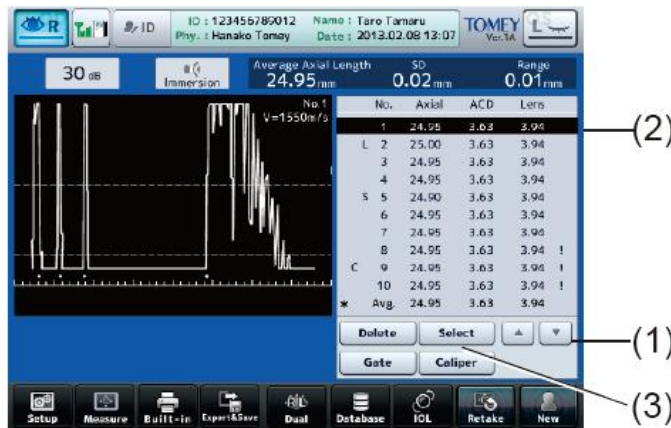 R
ID
ID : 123456789012 Name : Taro Tamaru
Phy. : Hanako Tomey Date : 2013.02.08 13:07
TOMEY
Ver.1A
L
30 dB
Immersion
Average Axial Length SD Range
24.95 mm 0.02 mm 0.01 mm
No.1
V=1550m/s
No. Axial ACD Lens
1 24.95 3.63 3.94
L 2 25.00 3.63 3.94
3 24.95 3.63 3.94
4 24.95 3.63 3.94
S 5 24.90 3.63 3.94
6 24.95 3.63 3.94
7 24.95 3.63 3.94
8 24.95 3.63 3.94 !
C 9 24.95 3.63 3.94 !
10 24.95 3.63 3.94 !
* Avg. 24.95 3.63 3.94
Delete Select ▲ ▼
Gate Caliper
Setup Measure Built-in Export&Save Dual Database IOL Retake New
(2)
(1)
(3)